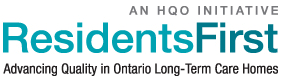 AN HQO INITIATIVE
ResidentsFirst
Advancing Quality in Ontario Long-Term Care Homes